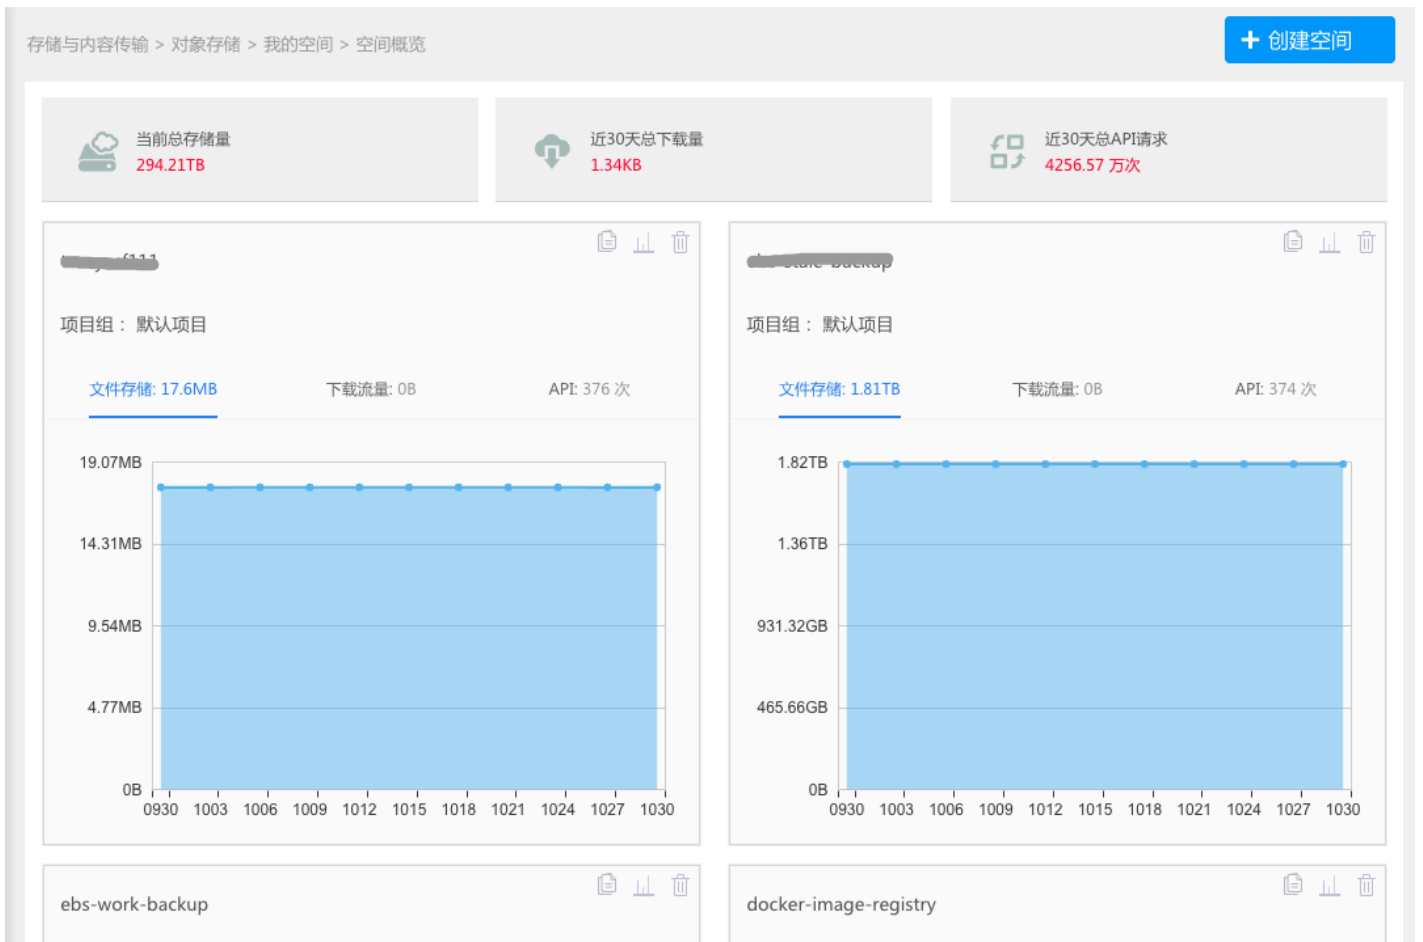 存储与内容传输 > 对象存储 > 我的空间 > 空间概览
创建空间
当前总存储量
294.21TB
近30天总下载量
1.34KB
近30天总API请求
4256.57 万次
项目组： 默认项目
文件存储: 17.6MB 下载流量: 0B API: 376 次
19.07MB
14.31MB
9.54MB
4.77MB
0B
0930 1003 1006 1009 1012 1015 1018 1021 1024 1027 1030
项目组： 默认项目
文件存储: 1.81TB 下载流量: 0B API: 374 次
1.82TB
1.36TB
931.32GB
465.66GB
0B
0930 1003 1006 1009 1012 1015 1018 1021 1024 1027 1030
ebs-work-backup
docker-image-registry